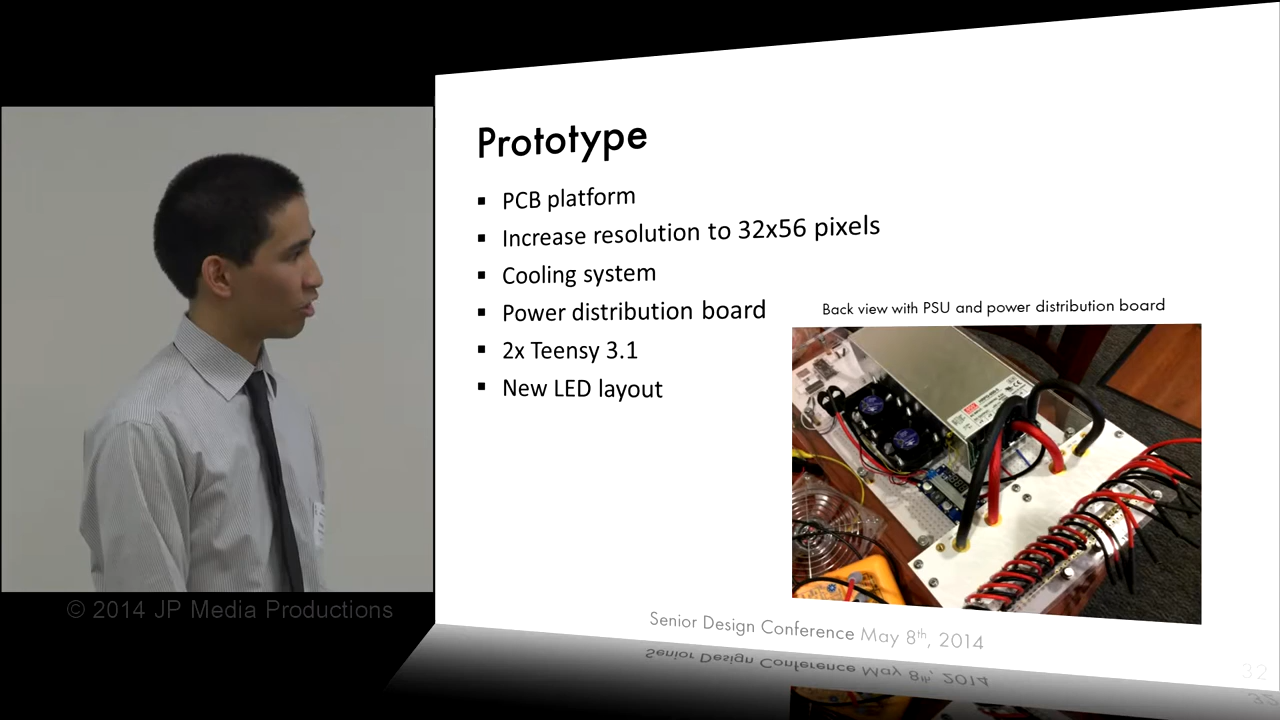 Prototype
PCB platform
Increase resolution to 32x56 pixels
Cooling system
Power distribution board
2x Teensy 3.1
New LED layout
Back view with PSU and power distribution board
Senior Design Conference May 8th, 2014
32
© 2014 JP Media Productions